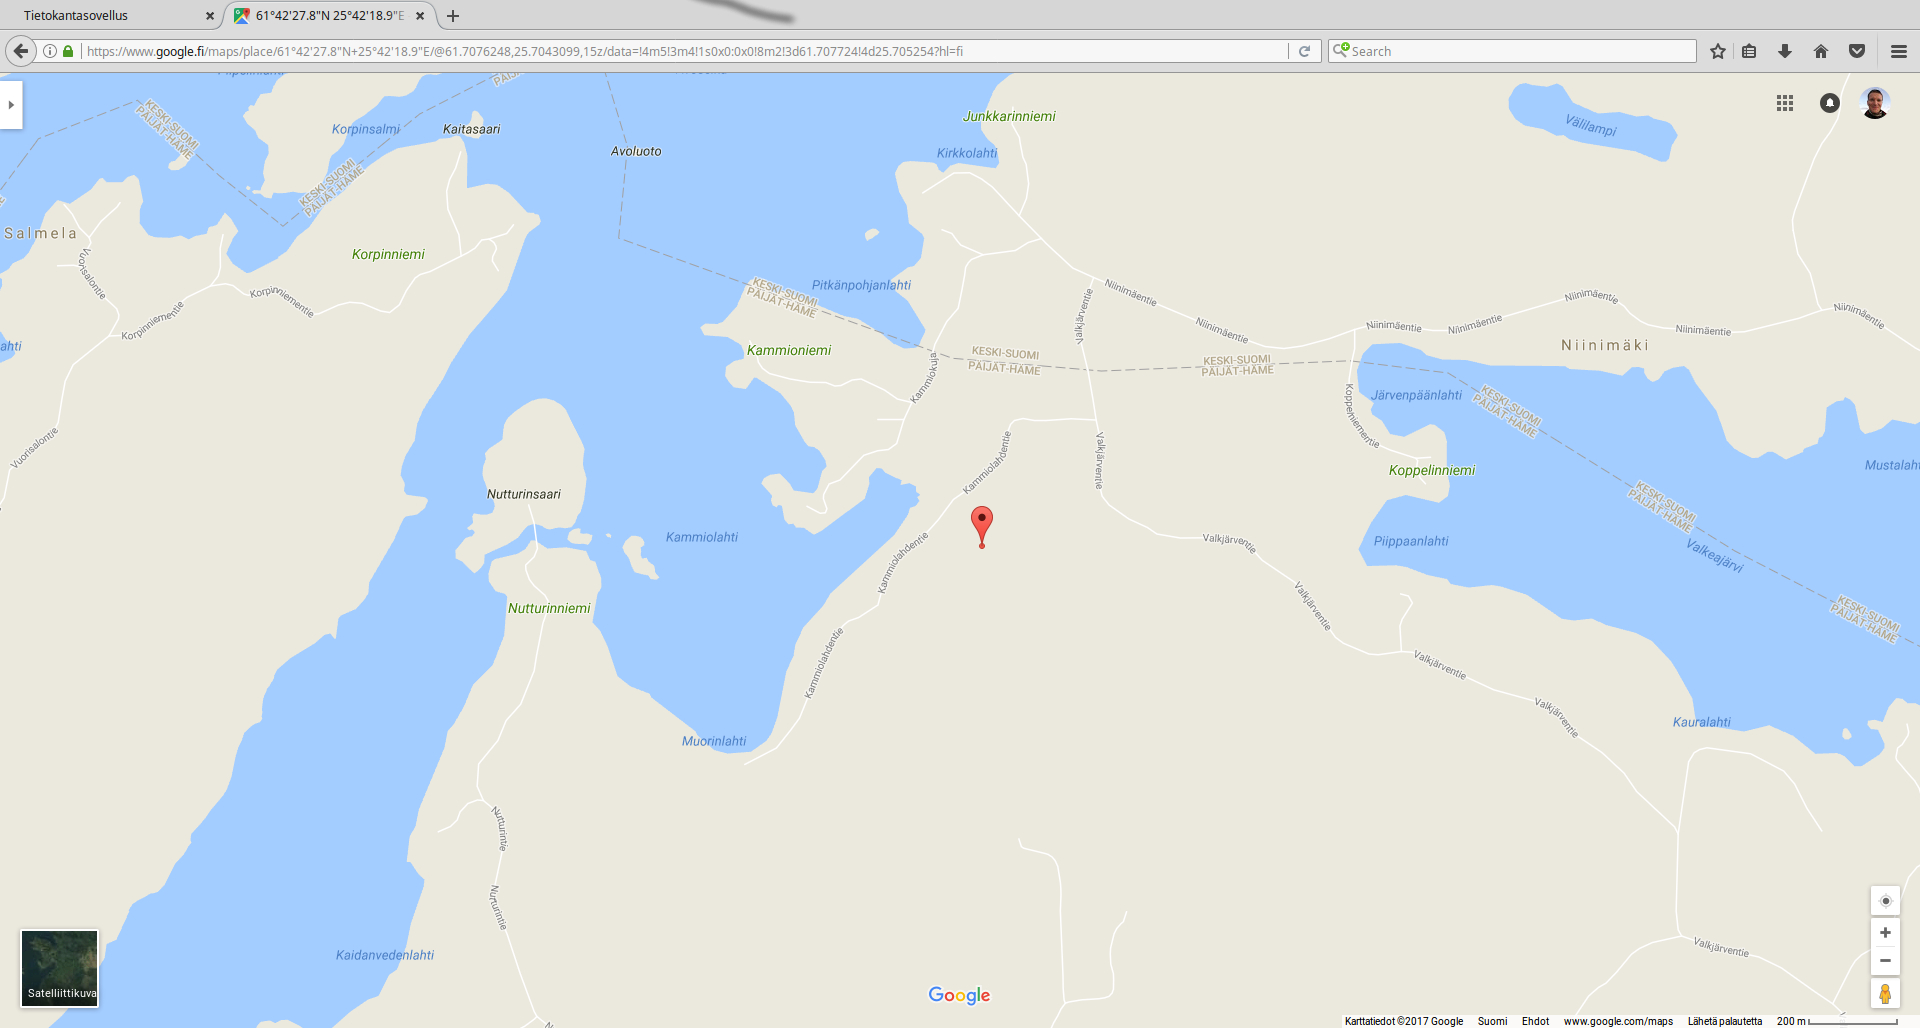 Tietokantasovellus
61°42'27.8"N 25°42'18.9"E
https://www.google.fi/maps/place/61°42'27.8"N+25°42'18.9"E/@61.7076248,25.7043099,15z/data=!4m5!3m4!1s0x0:0x0!8m2!3d61.707724!4d25.705254?hl=fi
Search
KESKI-SUOMI
PÄIJÄT-HÄME
Korpinsalmi
Kaitasaari
Avoluoto
Junkkarinniemi
Kirkkolahti
Välilampi
KESKI-SUOMI
PÄIJÄT-HÄME
Salmela
Korpinniemi
Vuorisalontie
Korpinniementie
Korpinniementie
Pitkänpohjanlahti
KESKI-SUOMI
PÄIJÄT-HÄME
Niinimäentie
Niinimäentie
Niinimäentie
Niinimäentie
Niinimäentie
Niinimäentie
Niinimäentie
Valkjärventie
Niinimäki
ahti
Kammioniemi
Kammiokuja
KESKI-SUOMI
PÄIJÄT-HÄME
KESKI-SUOMI
PÄIJÄT-HÄME
Järvenpäänlahti
KESKI-SUOMI
PÄIJÄT-HÄME
Koppelniementie
Vuorisalontie
Kammiolahdentie
Valkjärventie
Koppelinniemi
Mustalaht
Nutturinsaari
KESKI-SUOMI
PÄIJÄT-HÄME
Kammiolahti
Kammiolahdentie
Valkjärventie
Piippaanlahti
Valkeajärvi
Nutturinniemi
Valkjärventie
KESKI-SUOMI
PÄIJÄT-HÄME
Kammiolahdentie
Valkjärventie
Valkjärventie
Kauralahti
Muorinlahti
Nutturintie
Nutturintie
Valkjärventie
Kaidanvedenlahti
Satelliittikuva
Google
Karttatiedot ©2017 Google Suomi Ehdot www.google.com/maps Lähetä palautetta 200 m